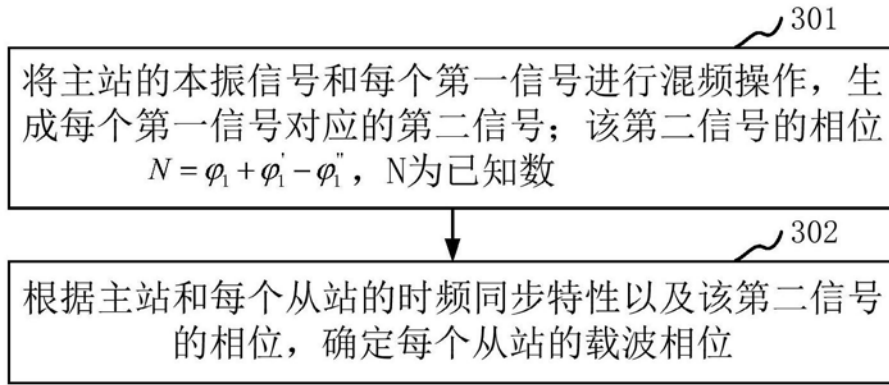 301
将主站的本振信号和每个第一信号进行混频操作，生
成每个第一信号对应的第二信号；该第二信号的相位
N = φ₁ + φ₁' − φ₁''，N为已知数
302
根据主站和每个从站的时频同步特性以及该第二信号
的相位，确定每个从站的载波相位